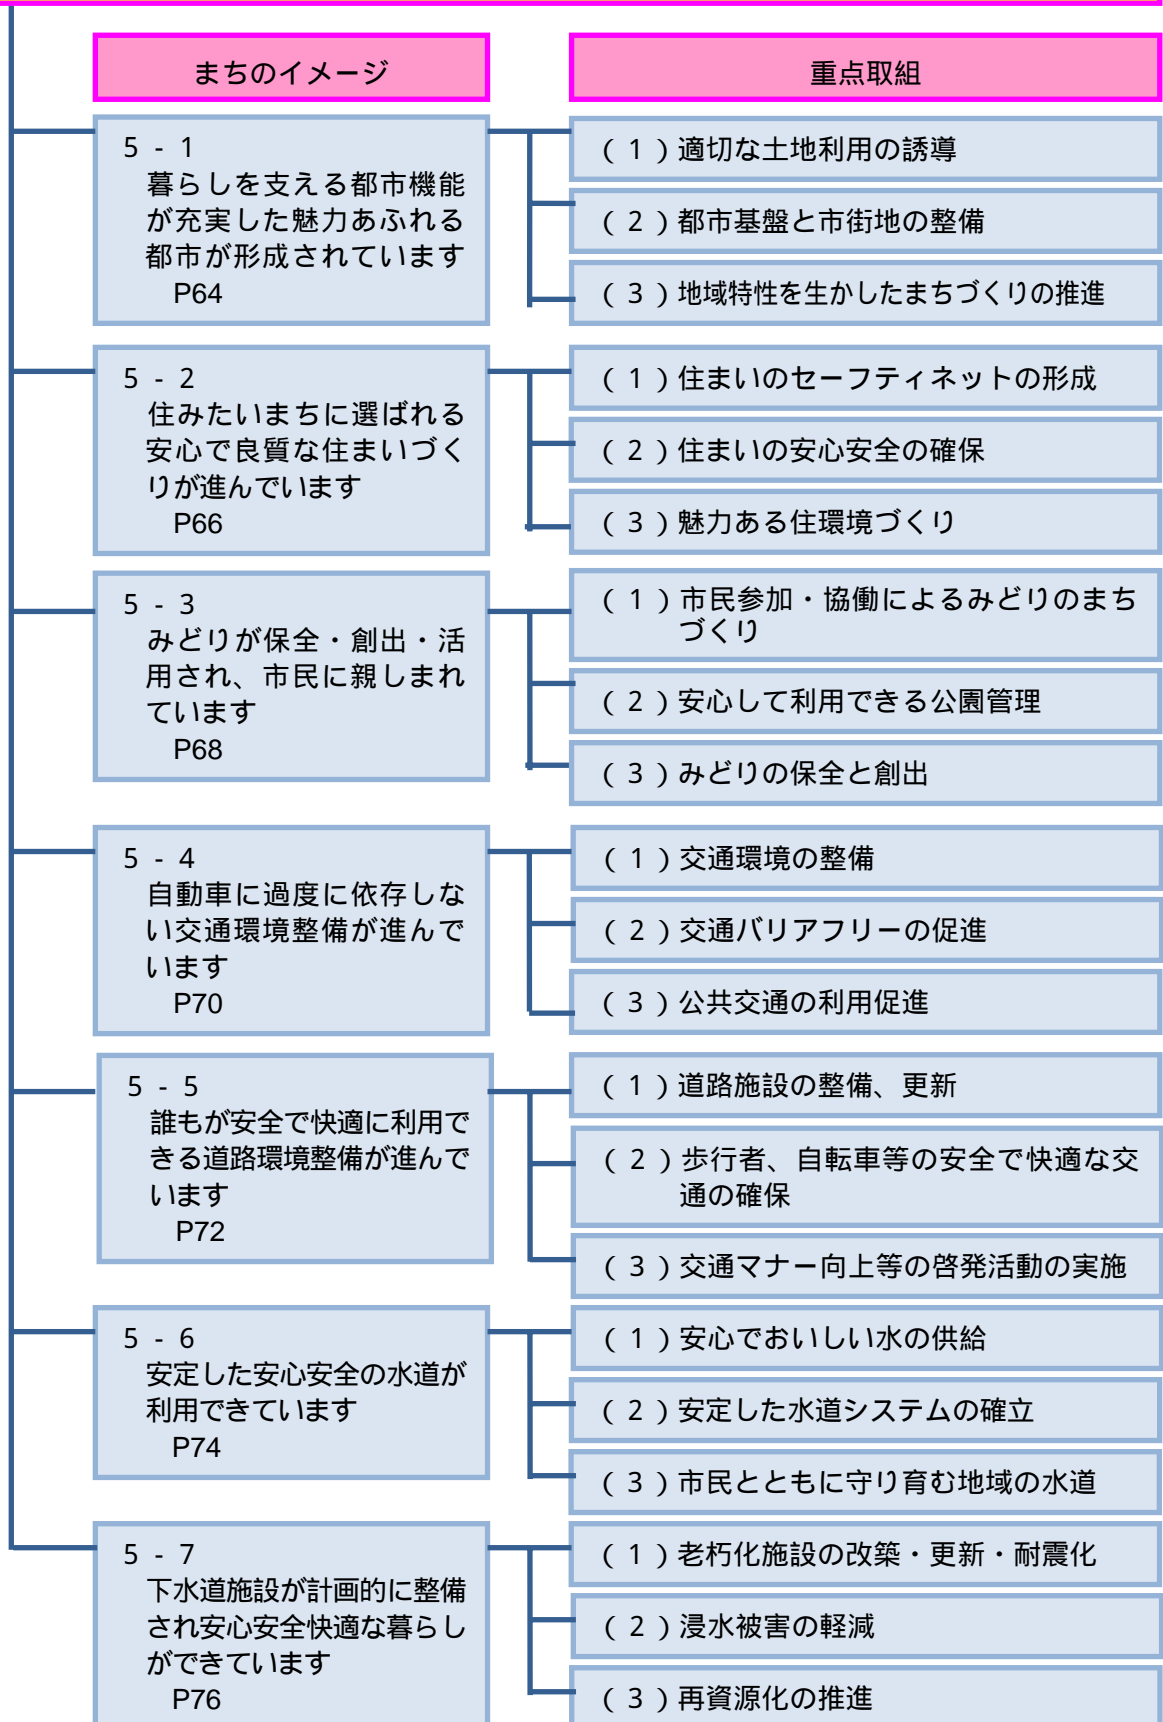 まちのイメージ
重点取組
5 - 1
暮らしを支える都市機能
が充実した魅力あふれる
都市が形成されています
P64
(1)適切な土地利用の誘導
(2)都市基盤と市街地の整備
(3)地域特性を生かしたまちづくりの推進
5 - 2
住みたいまちに選ばれる
安心で良質な住まいづく
りが進んでいます
P66
(1)住まいのセーフティネットの形成
(2)住まいの安心安全の確保
(3)魅力ある住環境づくり
5 - 3
みどりが保全・創出・活
用され、市民に親しまれ
ています
P68
(1)市民参加・協働によるみどりのまち
づくり
(2)安心して利用できる公園管理
(3)みどりの保全と創出
5 - 4
自動車に過度に依存しな
い交通環境整備が進んで
います
P70
(1)交通環境の整備
(2)交通バリアフリーの促進
(3)公共交通の利用促進
5 - 5
誰もが安全で快適に利用で
きる道路環境整備が進んで
います
P72
(1)道路施設の整備、更新
(2)歩行者、自転車等の安全で快適な交
通の確保
(3)交通マナー向上等の啓発活動の実施
5 - 6
安定した安心安全の水道が
利用できています
P74
(1)安心でおいしい水の供給
(2)安定した水道システムの確立
(3)市民とともに守り育む地域の水道
5 - 7
下水道施設が計画的に整備
され安心安全快適な暮らし
ができています
P76
(1)老朽化施設の改築・更新・耐震化
(2)浸水被害の軽減
(3)再資源化の推進